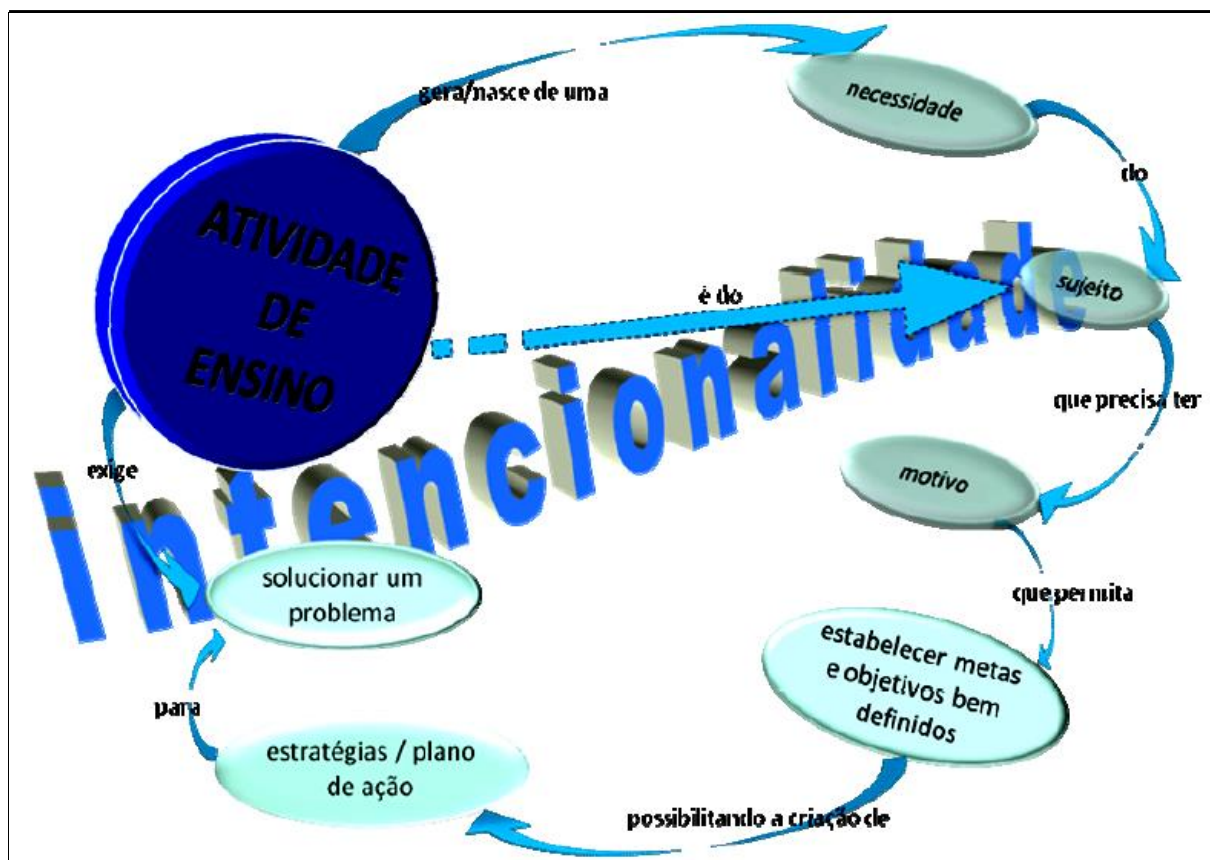 gera/nasce de uma
necessidade
do
ATIVIDADE
DE
ENSINO
é do
sujeito
Intencionalidade
que precisa ter
exige
motivo
solucionar um
problema
que permita
estabelecer metas
e objetivos bem
definidos
para
estratégias / plano
de ação
possibilitando a criação de